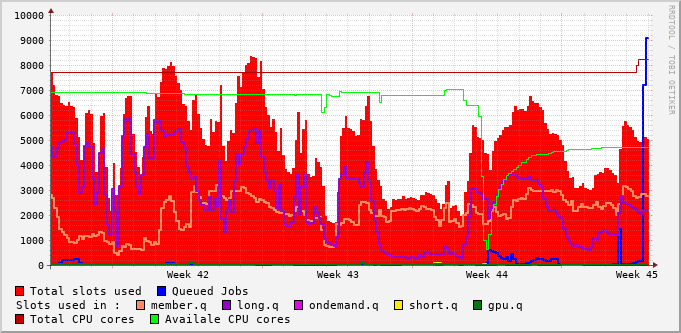 10000
9000
8000
7000
6000
5000
4000
3000
2000
1000
0
Week 42 Week 43 Week 44 Week 45
Total slots used Queued Jobs
Slots used in : member.q long.q ondemand.q short.q gpu.q
Total CPU cores Availale CPU cores
RRDTOOL / TOBI OETIKER